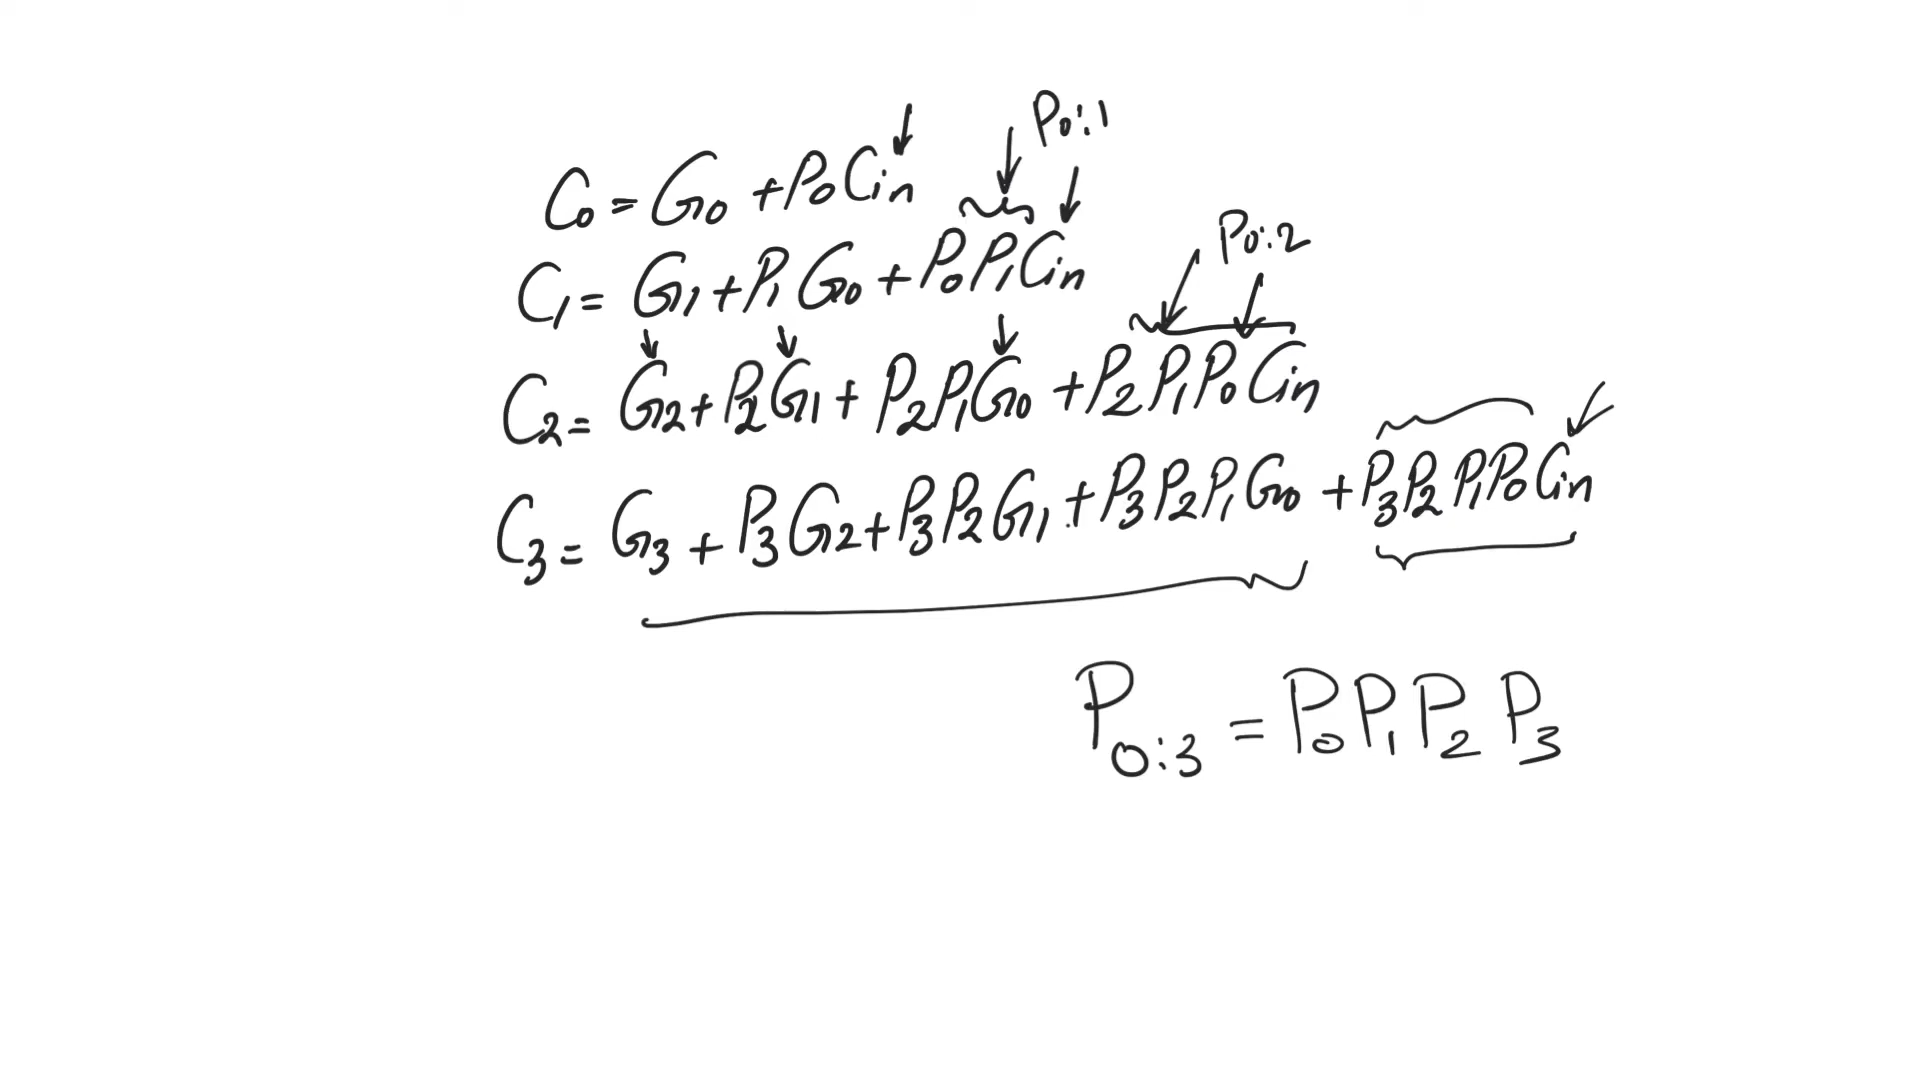 P0:1
C0 = G0 + P0Cin
P0:2
C1 = G1 + P1G0 + P0P1Cin
C2 = G2 + P2G1 + P2P1G0 + P2P1P0Cin
C3 = G3 + P3G2 + P3P2G1 + P3P2P1G0 + P3P2P1P0Cin
P0:3 = P0P1P2P3